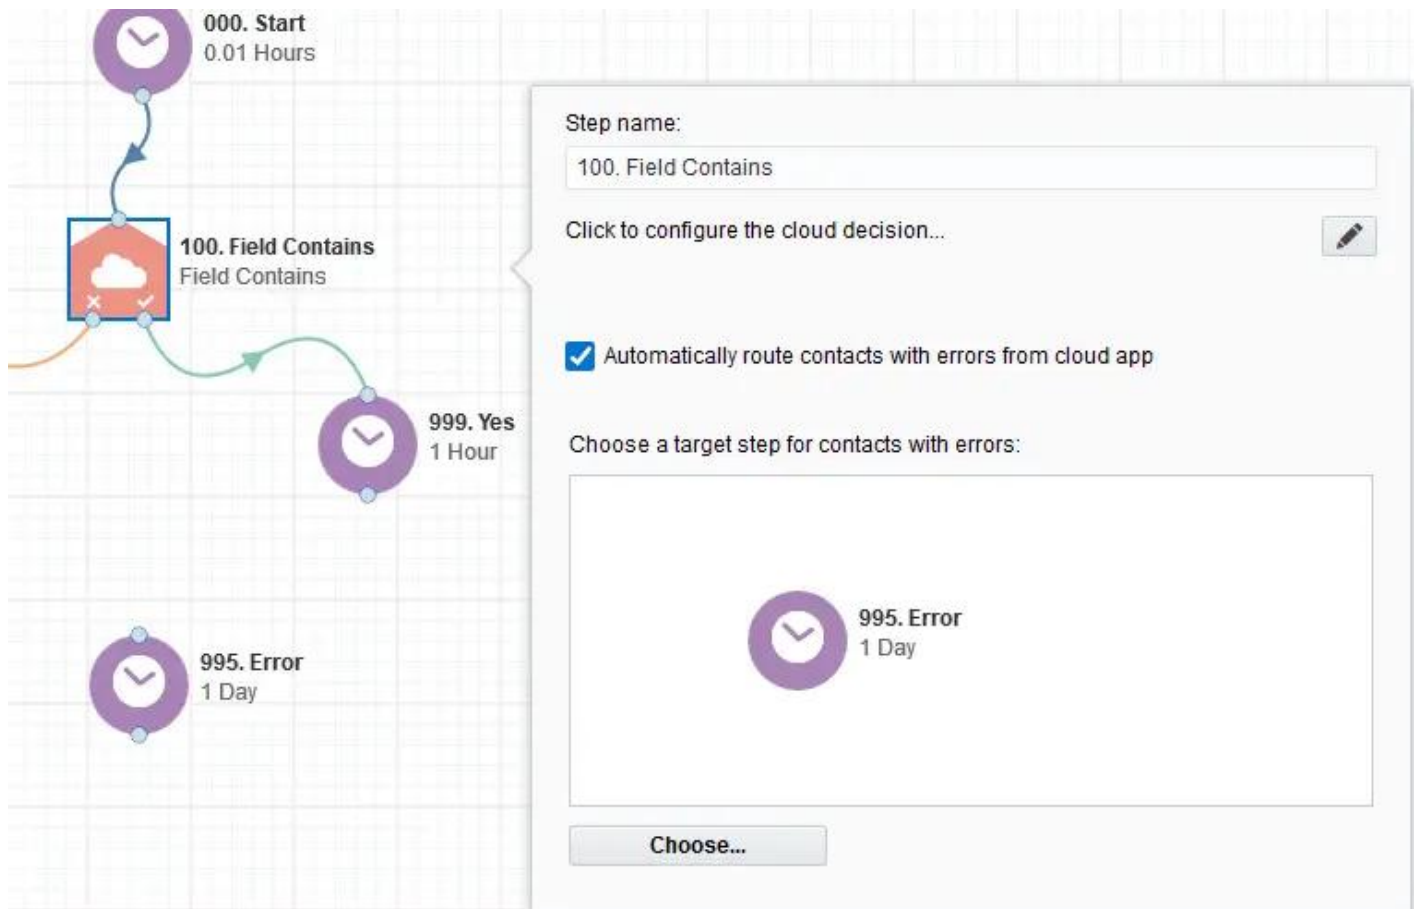 000. Start
0.01 Hours
Step name:
100. Field Contains
Click to configure the cloud decision...
100. Field Contains
Field Contains
Automatically route contacts with errors from cloud app
999. Yes
1 Hour
Choose a target step for contacts with errors:
995. Error
1 Day
995. Error
1 Day
Choose...